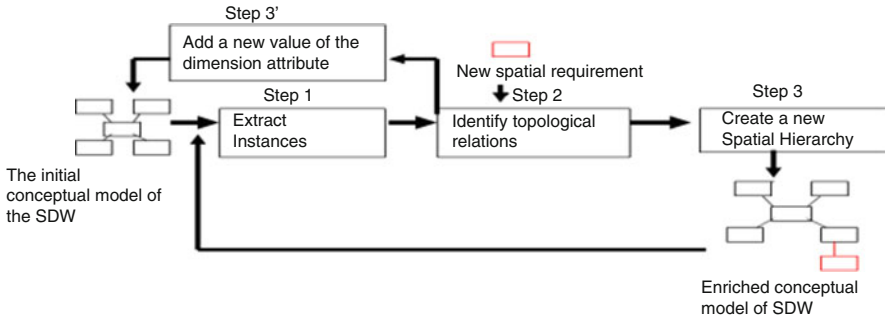 Step 3’
Add a new value of the
dimension attribute
New spatial requirement
Step 1
Step 2
Step 3
Extract
Instances
Identify topological
relations
Create a new
Spatial Hierarchy
The initial
conceptual model of
the SDW
Enriched conceptual
model of SDW